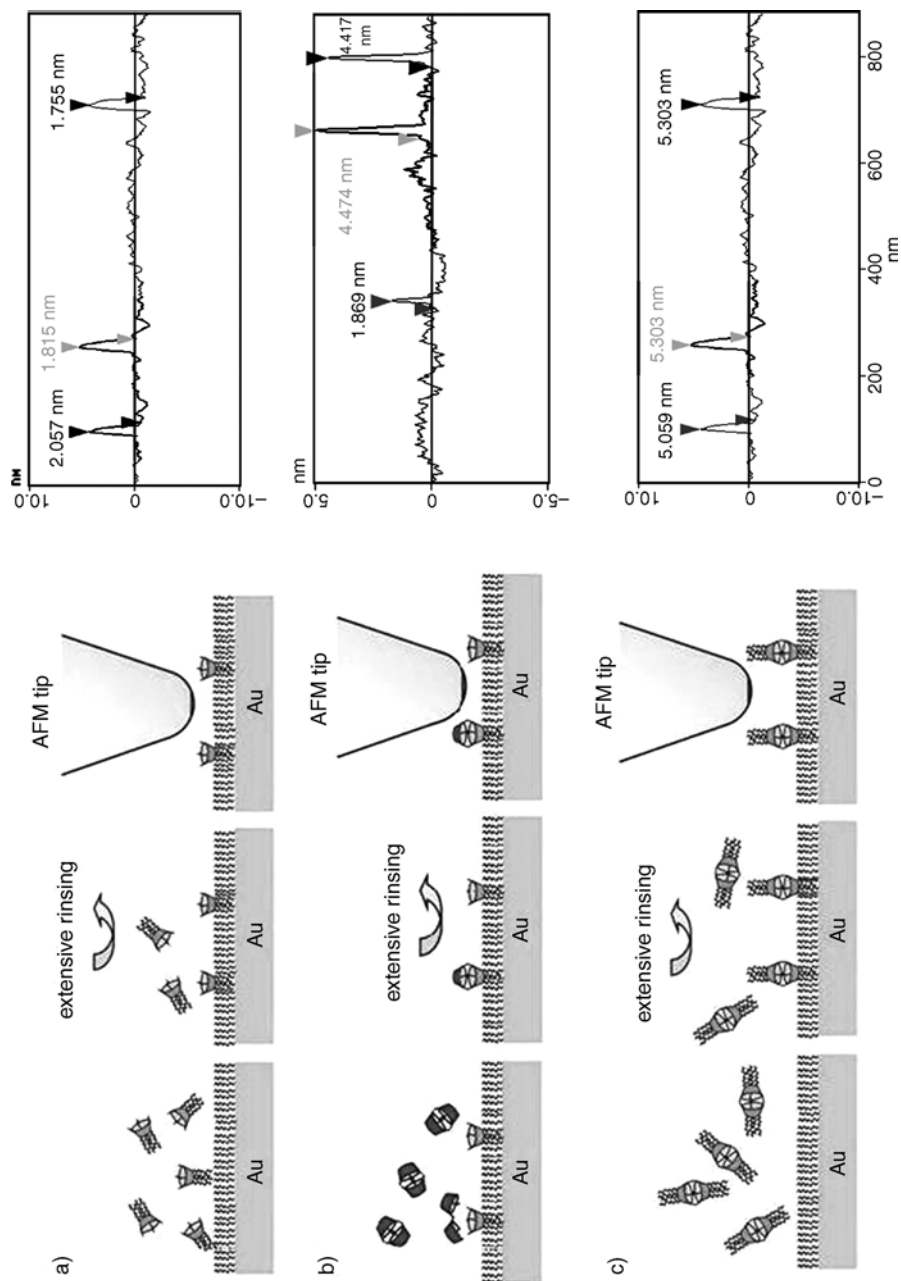 a)
Au
extensive rinsing
Au
AFM tip
Au
nm
10.0
0
−10.0
2.057 nm
1.815 nm
1.755 nm
b)
Au
extensive rinsing
Au
AFM tip
Au
nm
5.0
0
−5.0
1.869 nm
4.474 nm
4.417
nm
c)
Au
extensive rinsing
Au
AFM tip
Au
10.0
0
−10.0
5.059 nm
5.303 nm
5.303 nm
0
200
400
600
800
nm